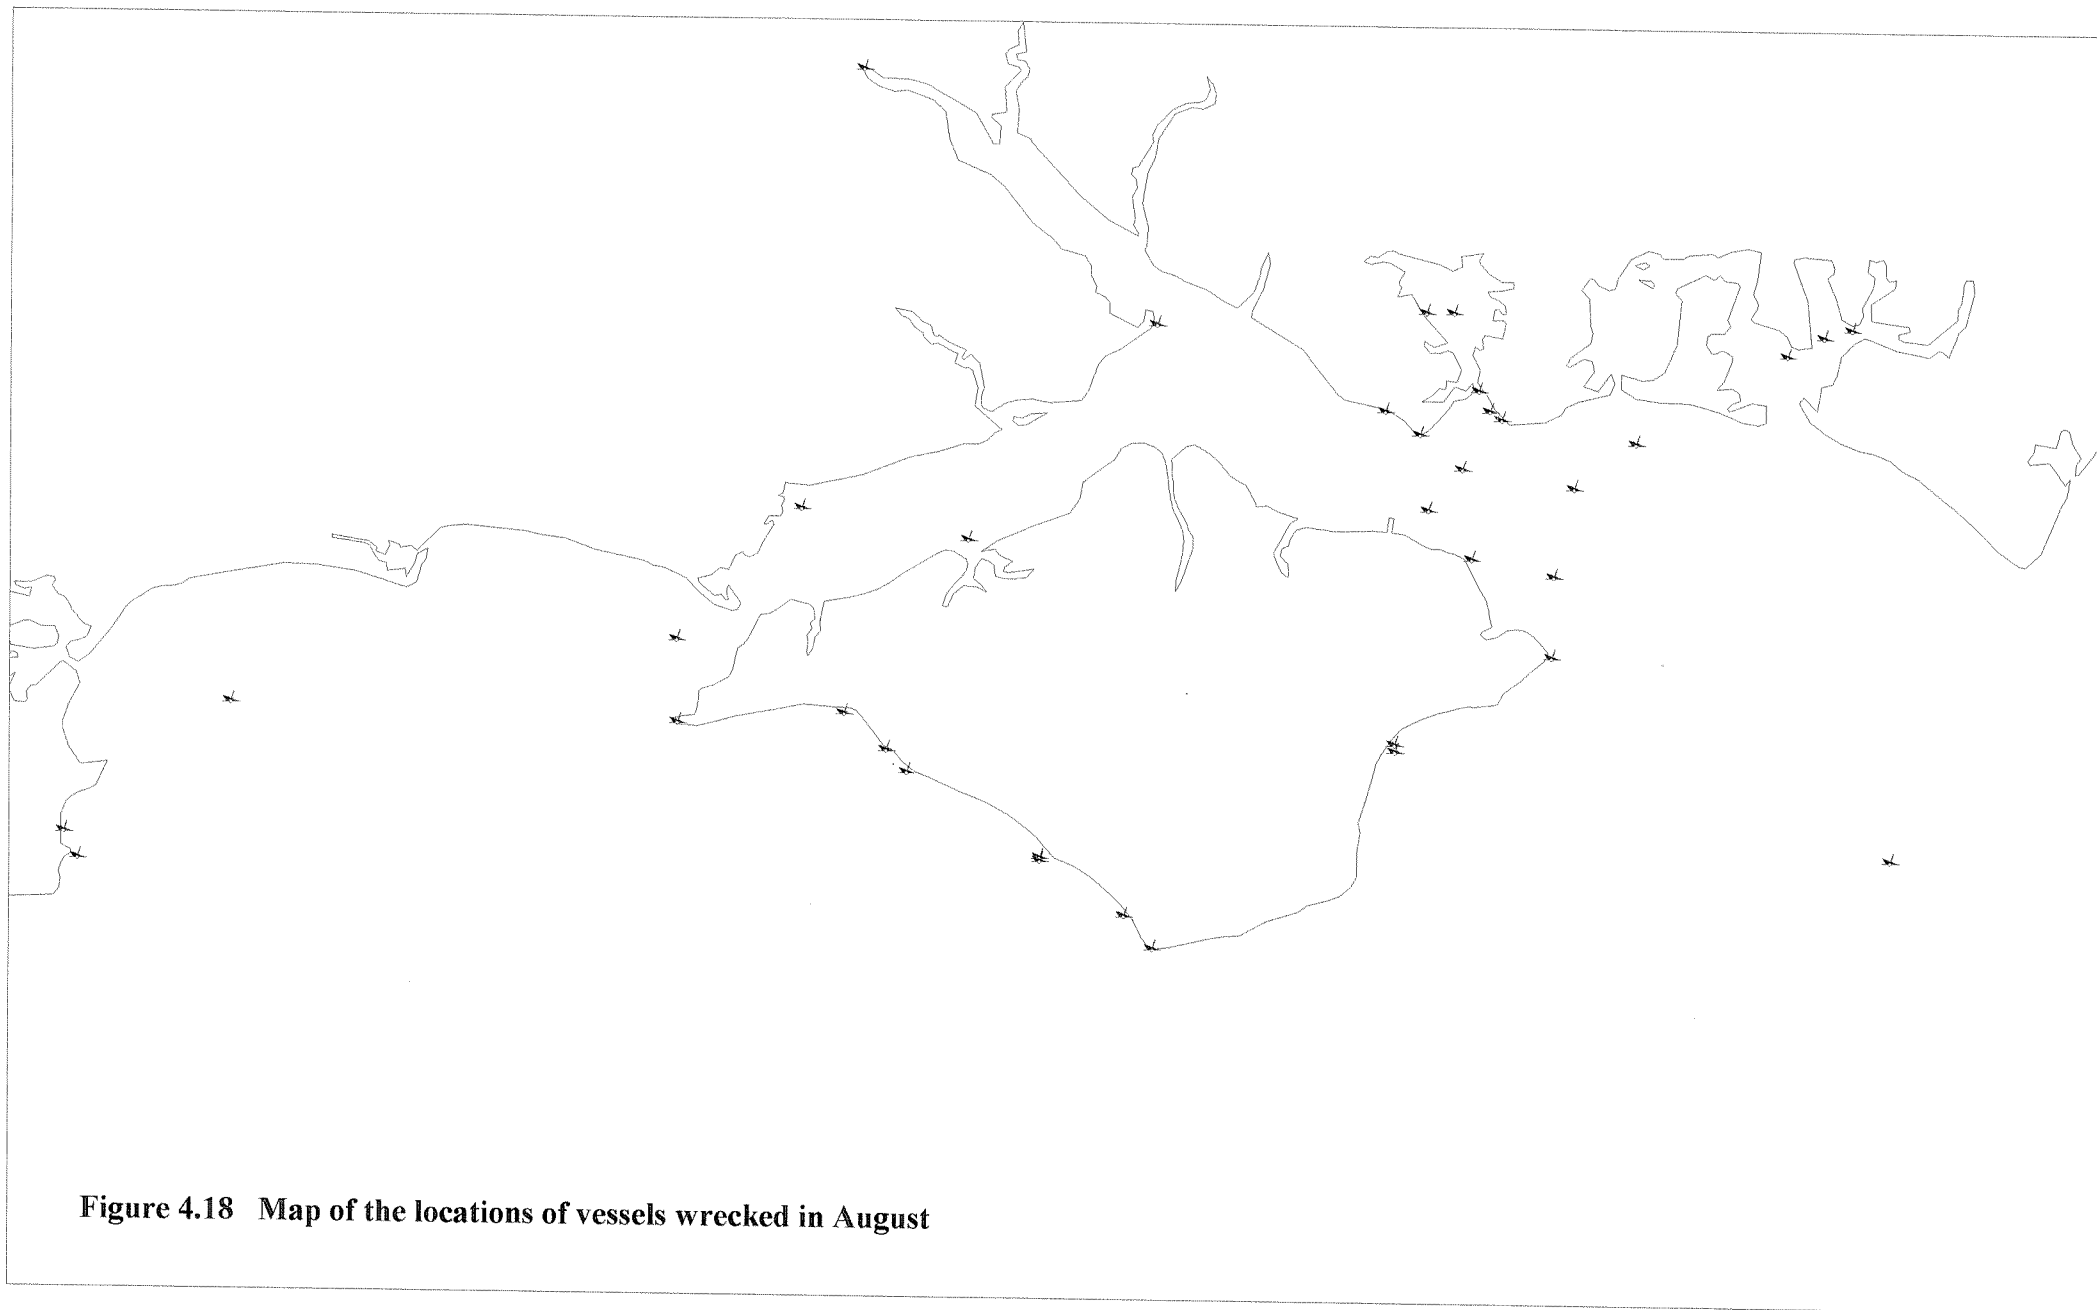 Figure 4.18 Map of the locations of vessels wrecked in August